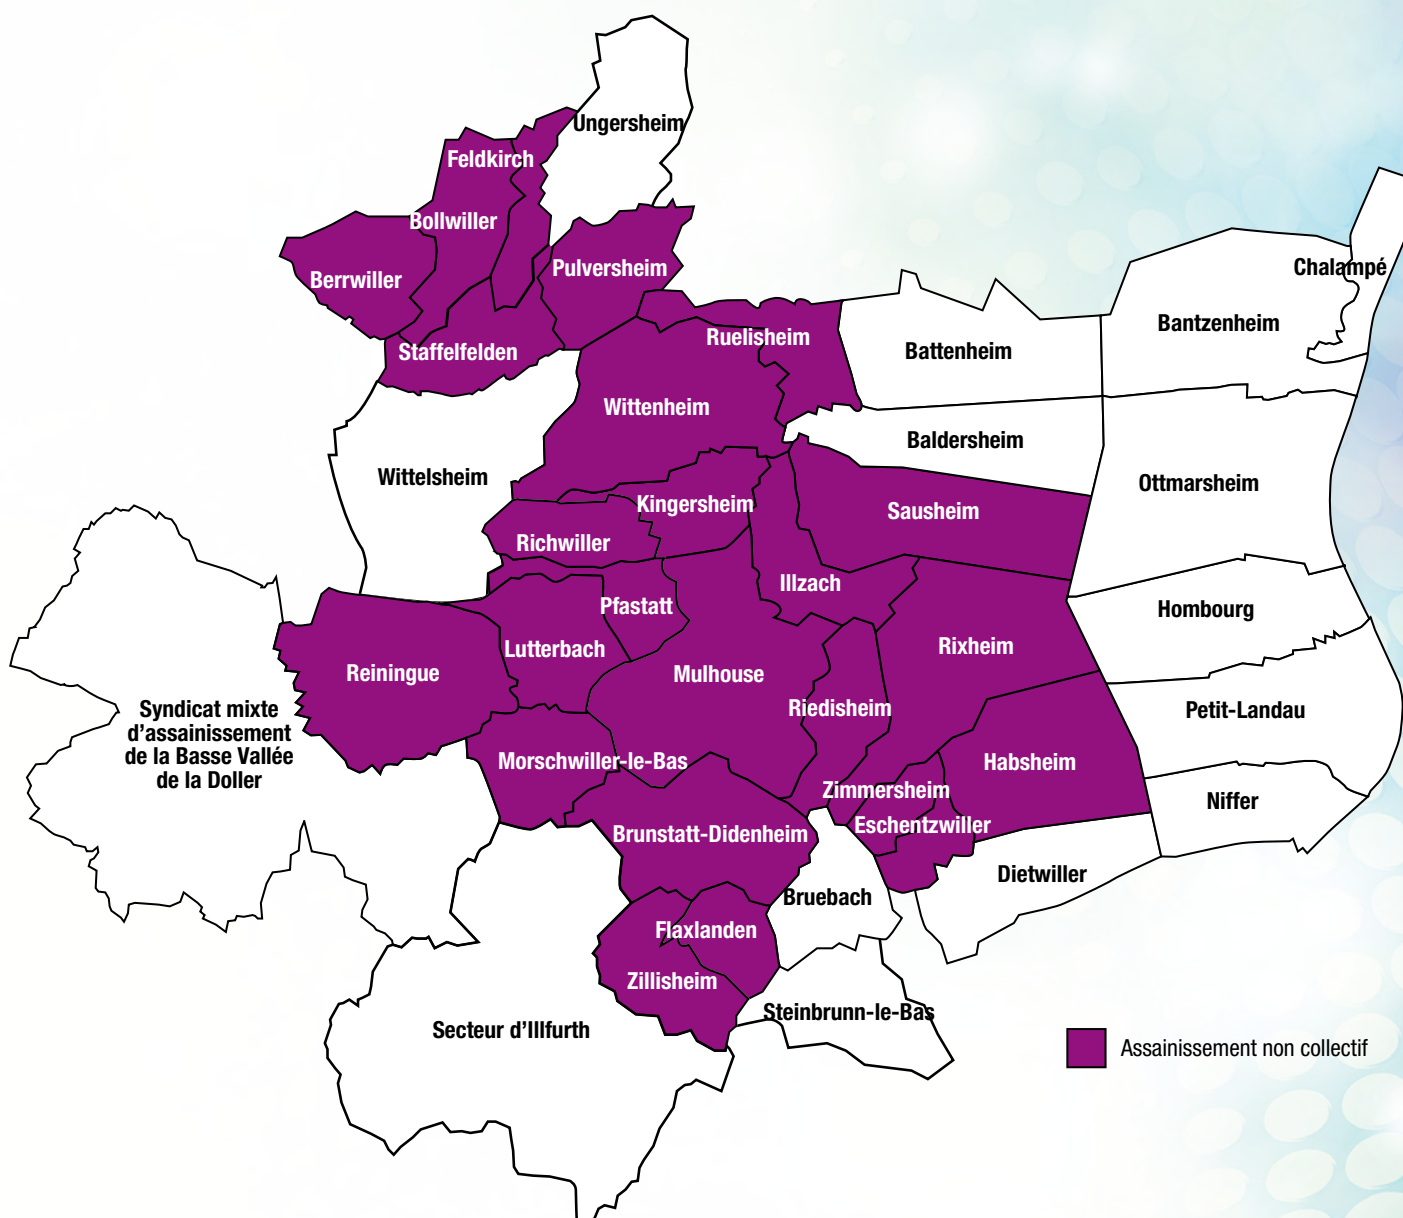 Ungersheim
Feldkirch
Bollwiller
Berrwiller
Pulversheim
Chalampé
Bantzenheim
Ruelisheim
Battenheim
Staffelfelden
Wittenheim
Baldersheim
Wittelsheim
Ottmarsheim
Kingersheim
Sausheim
Richwiller
Illzach
Pfastatt
Hombourg
Lutterbach
Rixheim
Reiningue
Mulhouse
Riedisheim
Petit-Landau
Syndicat mixte
d'assainissement
de la Basse Vallée
de la Doller
Morschwiller-le-Bas
Habsheim
Zimmersheim
Niffer
Eschentzwiller
Brunstatt-Didenheim
Dietwiller
Bruebach
Flaxlanden
Zillisheim
Steinbrunn-le-Bas
Secteur d'Illfurth
Assainissement non collectif